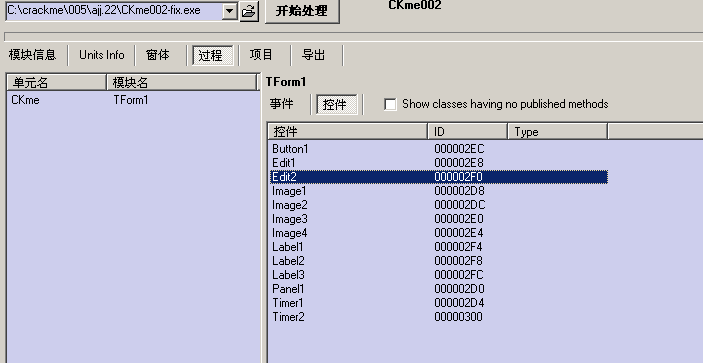 C:\crackme\005\ajj.22\CKme002-fix.exe 开始处理 CKme002
模块信息 Units Info 窗体 过程 项目 导出
单元名 模块名
CKme TForm1
TForm1
事件 控件 Show classes having no published methods
控件 ID Type
Button1 000002EC
Edit1 000002E8
Edit2 000002F0
Image1 000002D8
Image2 000002DC
Image3 000002E0
Image4 000002E4
Label1 000002F4
Label2 000002F8
Label3 000002FC
Panel1 000002D0
Timer1 000002D4
Timer2 00000300